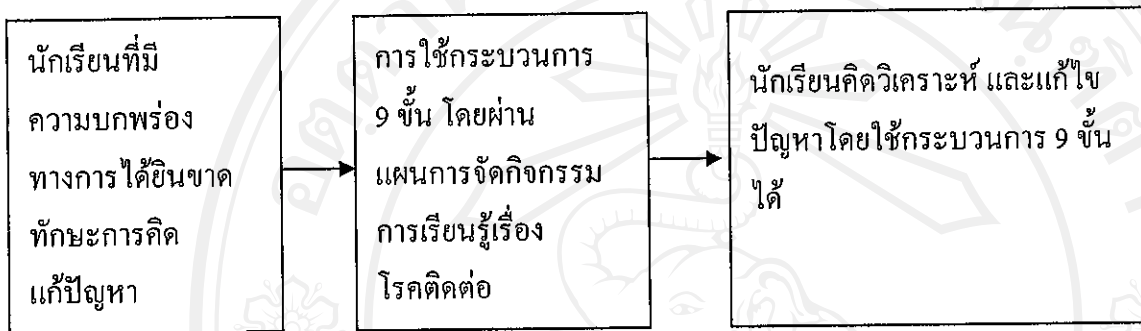 นักเรียนที่มี
ความบกพร่อง
ทางการได้ยินขาด
ทักษะการคิด
แก้ปัญหา
การใช้กระบวนการ
9 ขั้น โดยผ่าน
แผนการจัดกิจกรรม
การเรียนรู้เรื่อง
โรคติดต่อ
นักเรียนคิดวิเคราะห์ และแก้ไข
ปัญหาโดยใช้กระบวนการ 9 ขั้น
ได้